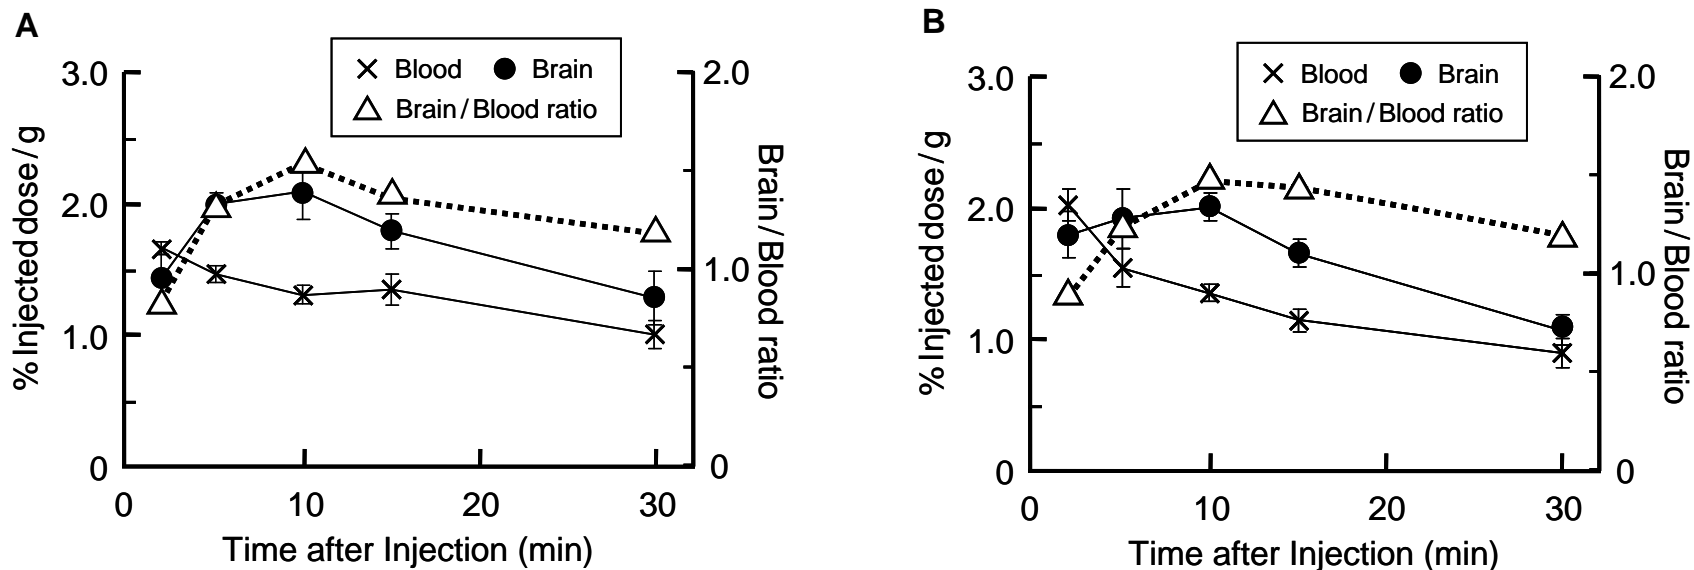 A
Blood Brain
Brain/Blood ratio
3.0
2.0
1.0
0
% Injected dose/g
2.0
1.0
0
Brain/Blood ratio
0 10 20 30
Time after Injection (min)
B
Blood Brain
Brain/Blood ratio
3.0
2.0
1.0
0
% Injected dose/g
2.0
1.0
0
Brain/Blood ratio
0 10 20 30
Time after Injection (min)